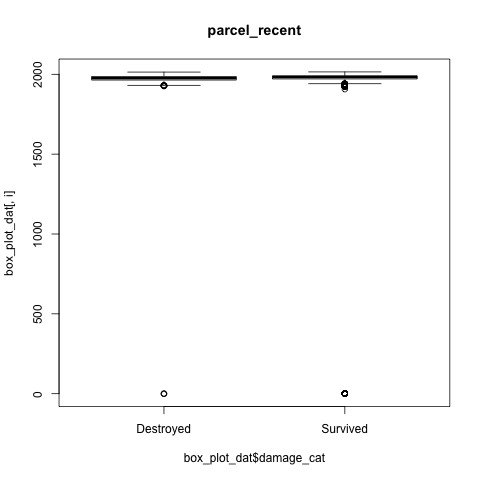 parcel_recent
box_plot_dat[, i]
2000
1500
1000
500
0
Destroyed Survived
box_plot_dat$damage_cat